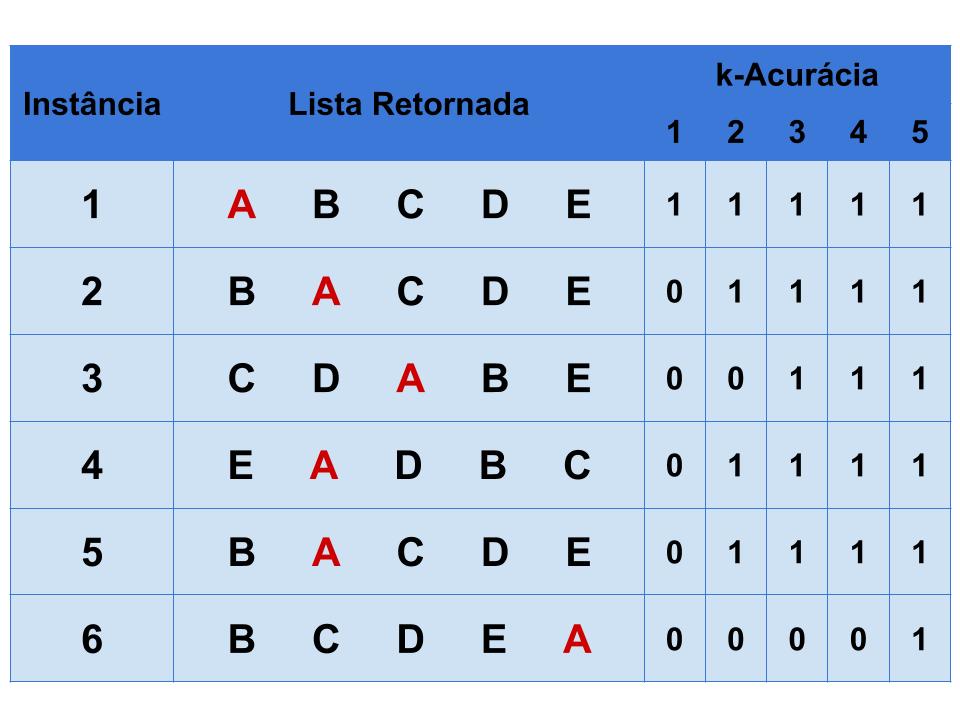 Instância Lista Retornada k-Acurácia
1 2 3 4 5
1 A B C D E 1 1 1 1 1
2 B A C D E 0 1 1 1 1
3 C D A B E 0 0 1 1 1
4 E A D B C 0 1 1 1 1
5 B A C D E 0 1 1 1 1
6 B C D E A 0 0 0 0 1